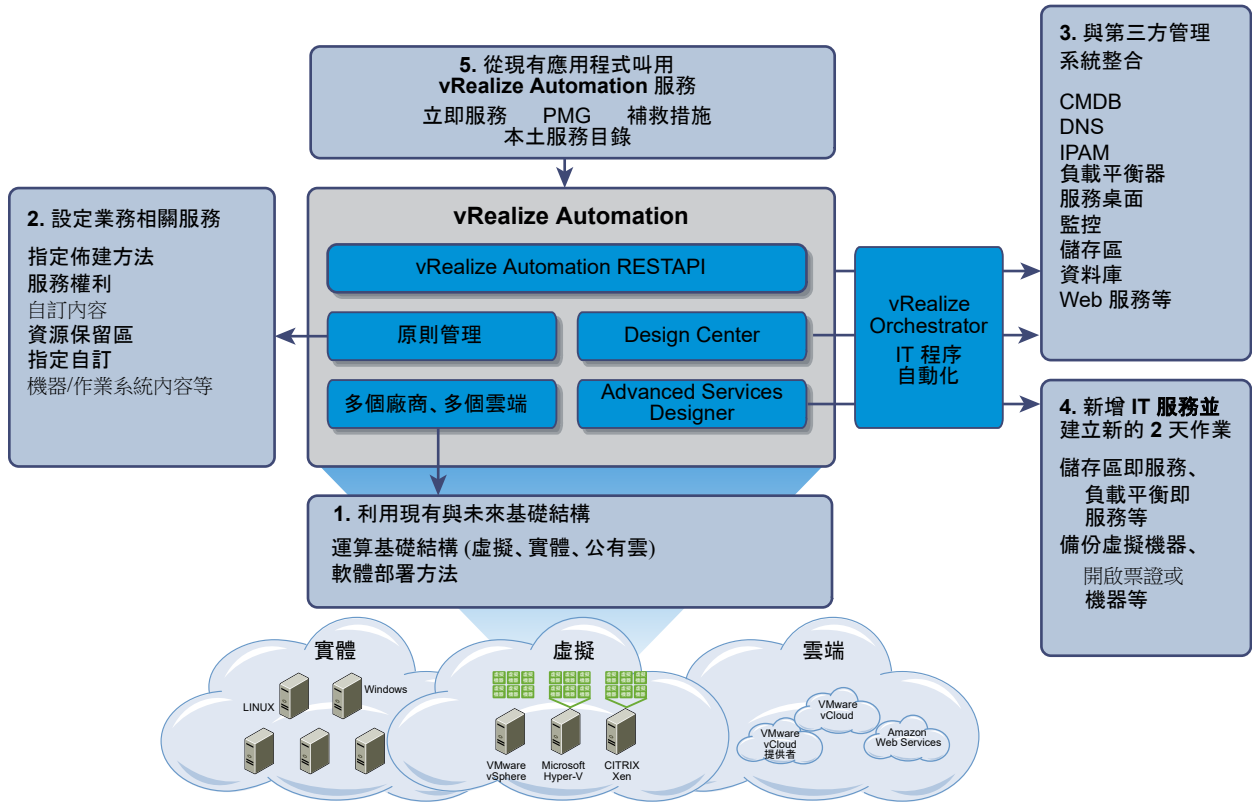 5. 從現有應用程式叫用
vRealize Automation 服務
立即服務 PMG 補救措施
本土服務目錄
3. 與第三方管理
系統整合
CMDB
DNS
IPAM
負載平衡器
服務桌面
監控
儲存區
資料庫
Web 服務等
2. 設定業務相關服務
指定佈建方法
服務權利
自訂內容
資源保留區
指定自訂
機器/作業系統內容等
vRealize Automation
vRealize Automation RESTAPI
原則管理
Design Center
多個廠商、多個雲端
Advanced Services
Designer
vRealize
Orchestrator
IT 程序
自動化
4. 新增 IT 服務並
建立新的 2 天作業
儲存區即服務、
負載平衡即
服務等
備份虛擬機器、
開啟票證或
機器等
1. 利用現有與未來基礎結構
運算基礎結構 (虛擬、實體、公有雲)
軟體部署方法
實體
LINUX
Windows
虛擬
VMware
vSphere
Microsoft
Hyper-V
CITRIX
Xen
雲端
VMware
vCloud
VMware
vCloud
提供者
Amazon
Web Services